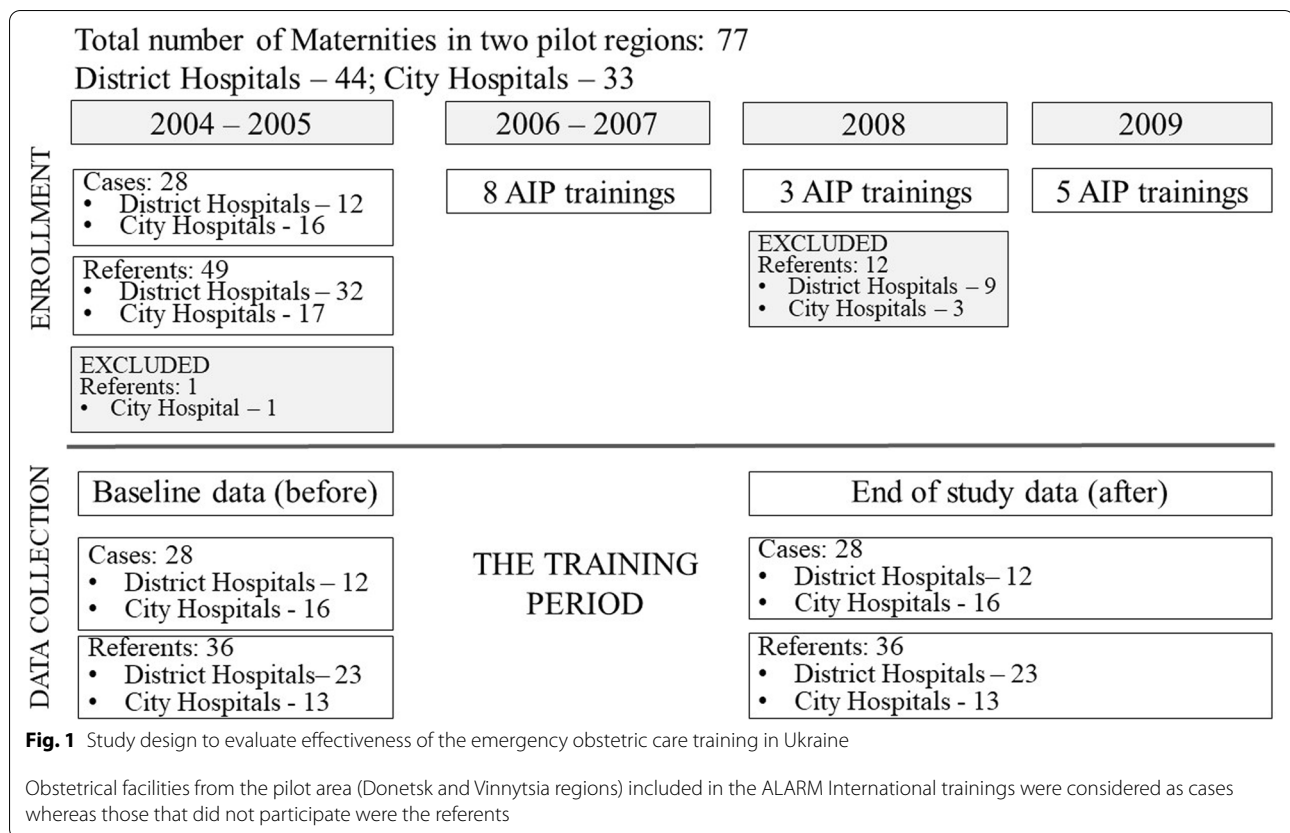 Total number of Maternities in two pilot regions: 77
District Hospitals – 44; City Hospitals – 33
ENROLLMENT
2004 – 2005
2006 – 2007
2008
2009
Cases: 28
• District Hospitals – 12
• City Hospitals - 16
8 AIP trainings
3 AIP trainings
5 AIP trainings
Referents: 49
• District Hospitals – 32
• City Hospitals - 17
EXCLUDED
Referents: 12
• District Hospitals – 9
• City Hospitals – 3
EXCLUDED
Referents: 1
• City Hospital – 1
DATA COLLECTION
Baseline data (before)
End of study data (after)
Cases: 28
• District Hospitals – 12
• City Hospitals - 16
THE TRAINING
PERIOD
Cases: 28
• District Hospitals– 12
• City Hospitals - 16
Referents: 36
• District Hospitals– 23
• City Hospitals - 13
Referents: 36
• District Hospitals – 23
• City Hospitals - 13
Fig. 1 Study design to evaluate effectiveness of the emergency obstetric care training in Ukraine
Obstetrical facilities from the pilot area (Donetsk and Vinnytsia regions) included in the ALARM International trainings were considered as cases
whereas those that did not participate were the referents